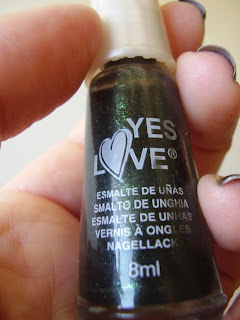 YES
LOVE®
ESMALTE DE UÑAS
SMALTO DE UNGHIA
ESMALTE DE UNHAS
VERNIS À ONGLES
NAGELLACK
8ml